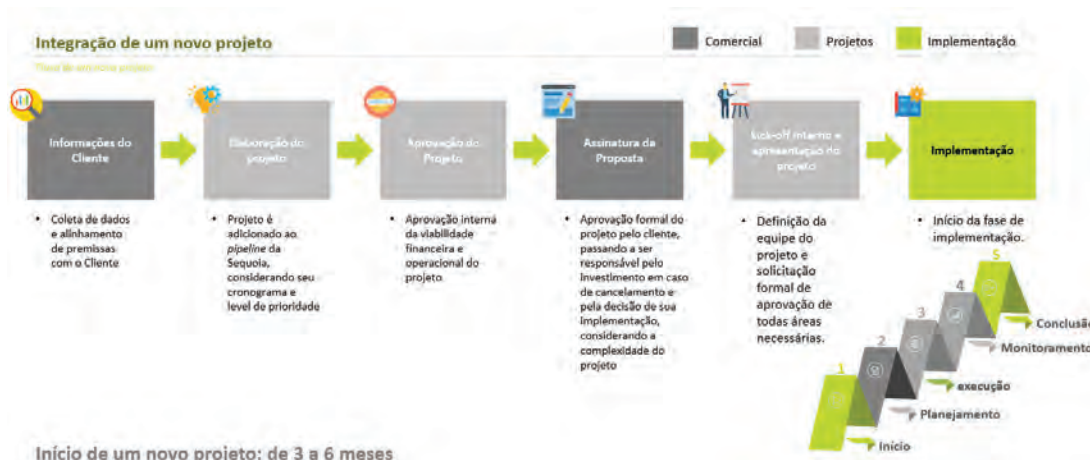 Integração de um novo projeto
Comercial
Projetos
Implementação
Informações do
Cliente
Elaboração do
projeto
Aprovação do
Projeto
Assinatura da
Proposta
kick-off interno e
apresentação do
projeto
Implementação
• Coleta de dados
e alinhamento
de premissas
com o Cliente
• Projeto é
adicionado ao
pipeline da
Sequoia,
considerando seu
cronograma e
level de prioridade
• Aprovação interna
da viabilidade
financeira e
operacional do
projeto
• Aprovação formal do
projeto pelo cliente,
passando a ser
responsável pelo
investimento em caso
de cancelamento e
pela decisão de sua
implementação,
considerando a
complexidade do
projeto
• Definição da
equipe do
projeto e
solicitação
formal de
aprovação de
todas áreas
necessárias.
• Início da fase de
implementação.
5
4
3
2
1
Conclusão
Monitoramento
execução
Planejamento
Início
Início de um novo projeto: de 3 a 6 meses